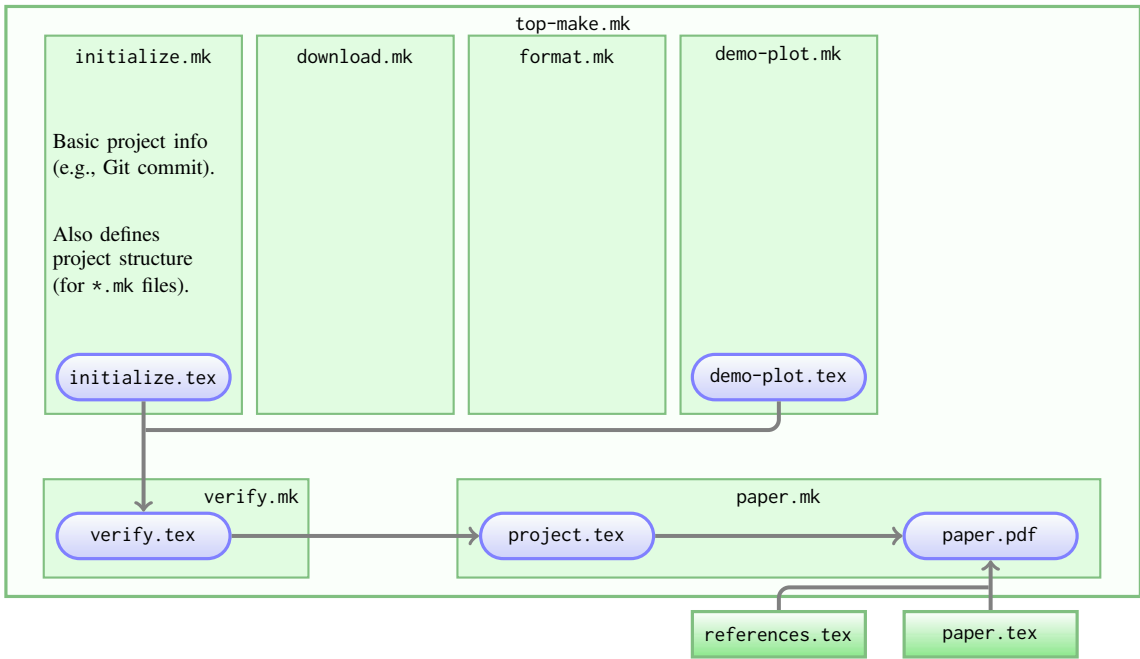 top-make.mk
initialize.mk
download.mk
format.mk
demo-plot.mk
Basic project info
(e.g., Git commit).
Also defines
project structure
(for *.mk files).
initialize.tex
demo-plot.tex
verify.mk
paper.mk
verify.tex
project.tex
paper.pdf
references.tex
paper.tex